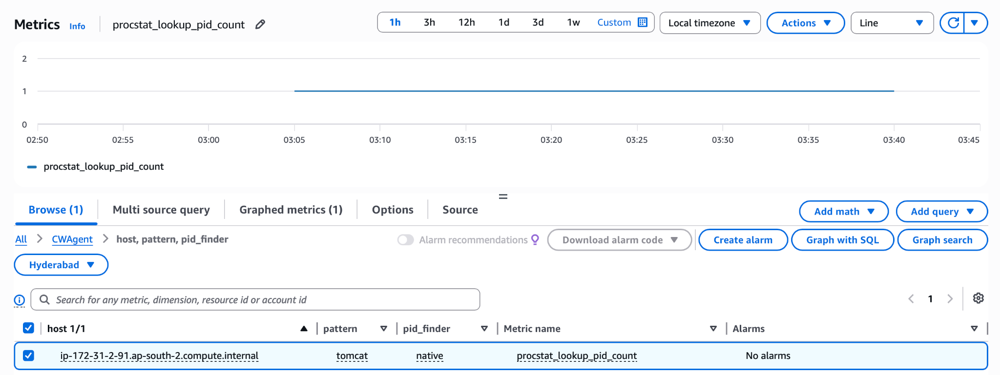 Metrics Info procstat_lookup_pid_count 1h 3h 12h 1d 3d 1w Custom Local timezone Actions Line
2
1
0
02:50 02:55 03:00 03:05 03:10 03:15 03:20 03:25 03:30 03:35 03:40 03:45
procstat_lookup_pid_count
Browse (1) Multi source query Graphed metrics (1) Options Source Add math Add query
All CWAgent host, pattern, pid_finder Alarm recommendations Download alarm code Create alarm Graph with SQL Graph search
Hyderabad
Search for any metric, dimension, resource id or account id 1
host 1/1 pattern pid_finder Metric name Alarms
ip-172-31-2-91.ap-south-2.compute.internal tomcat native procstat_lookup_pid_count No alarms